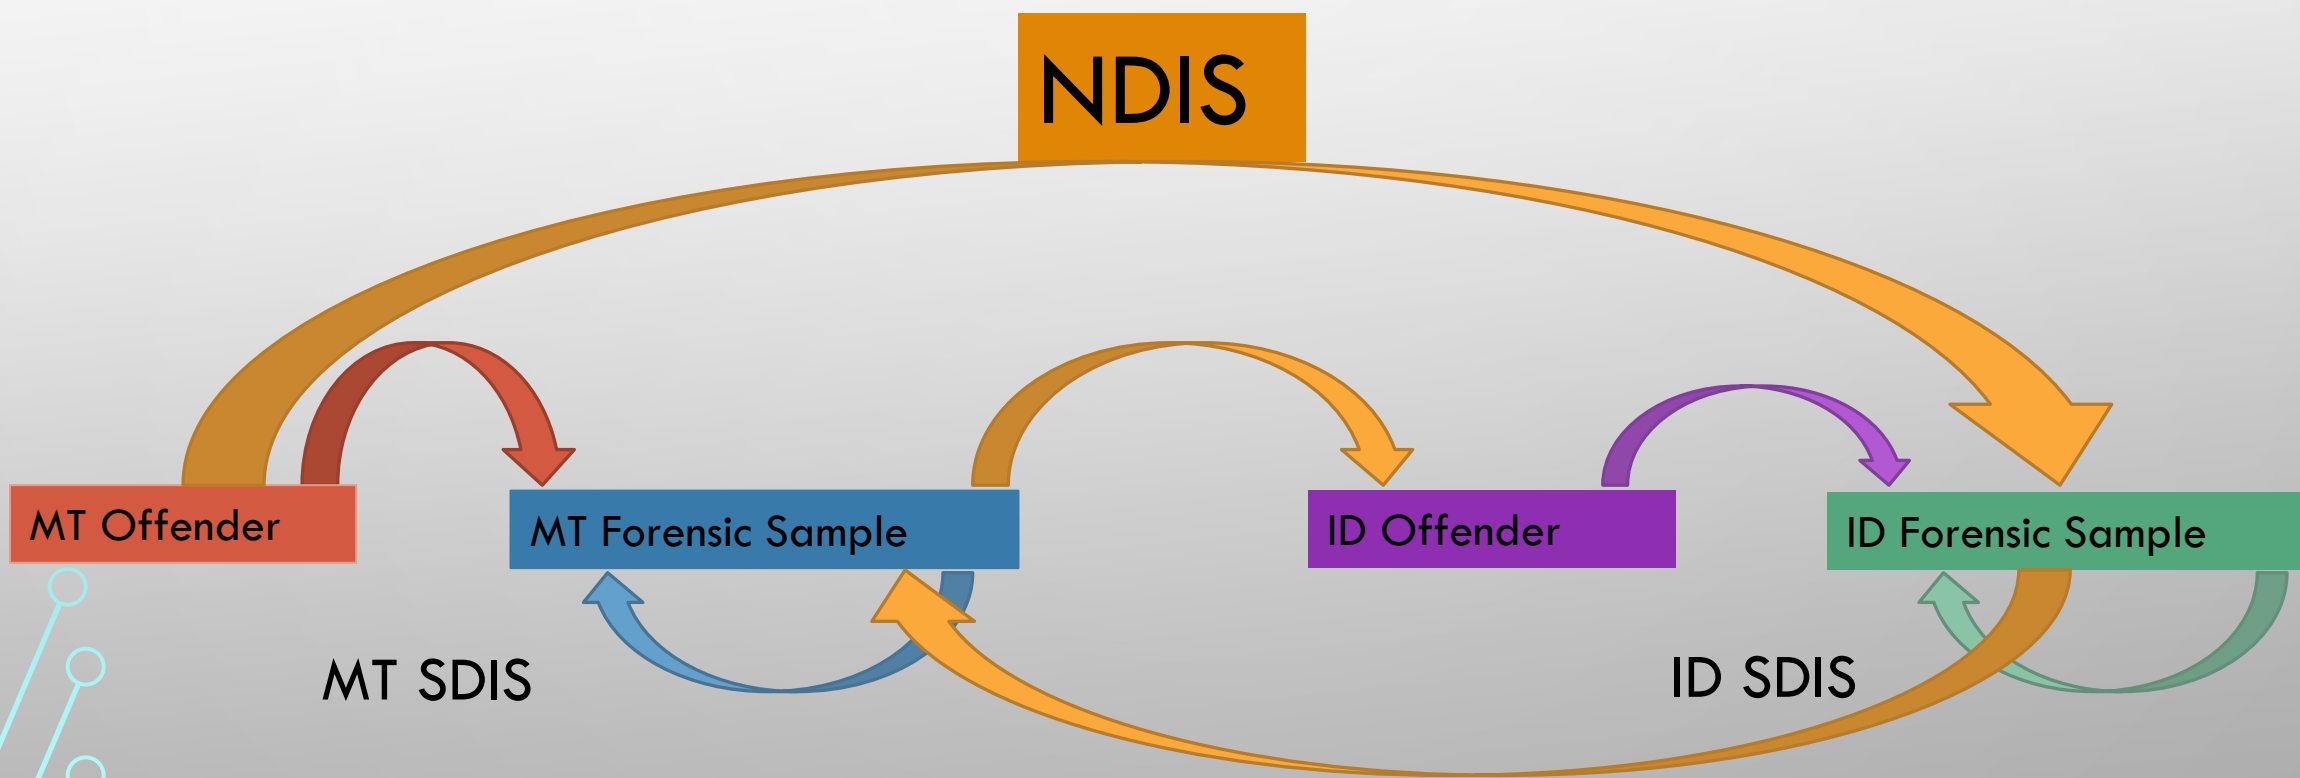 NDIS
MT Offender
MT Forensic Sample
ID Offender
ID Forensic Sample
MT SDIS
ID SDIS